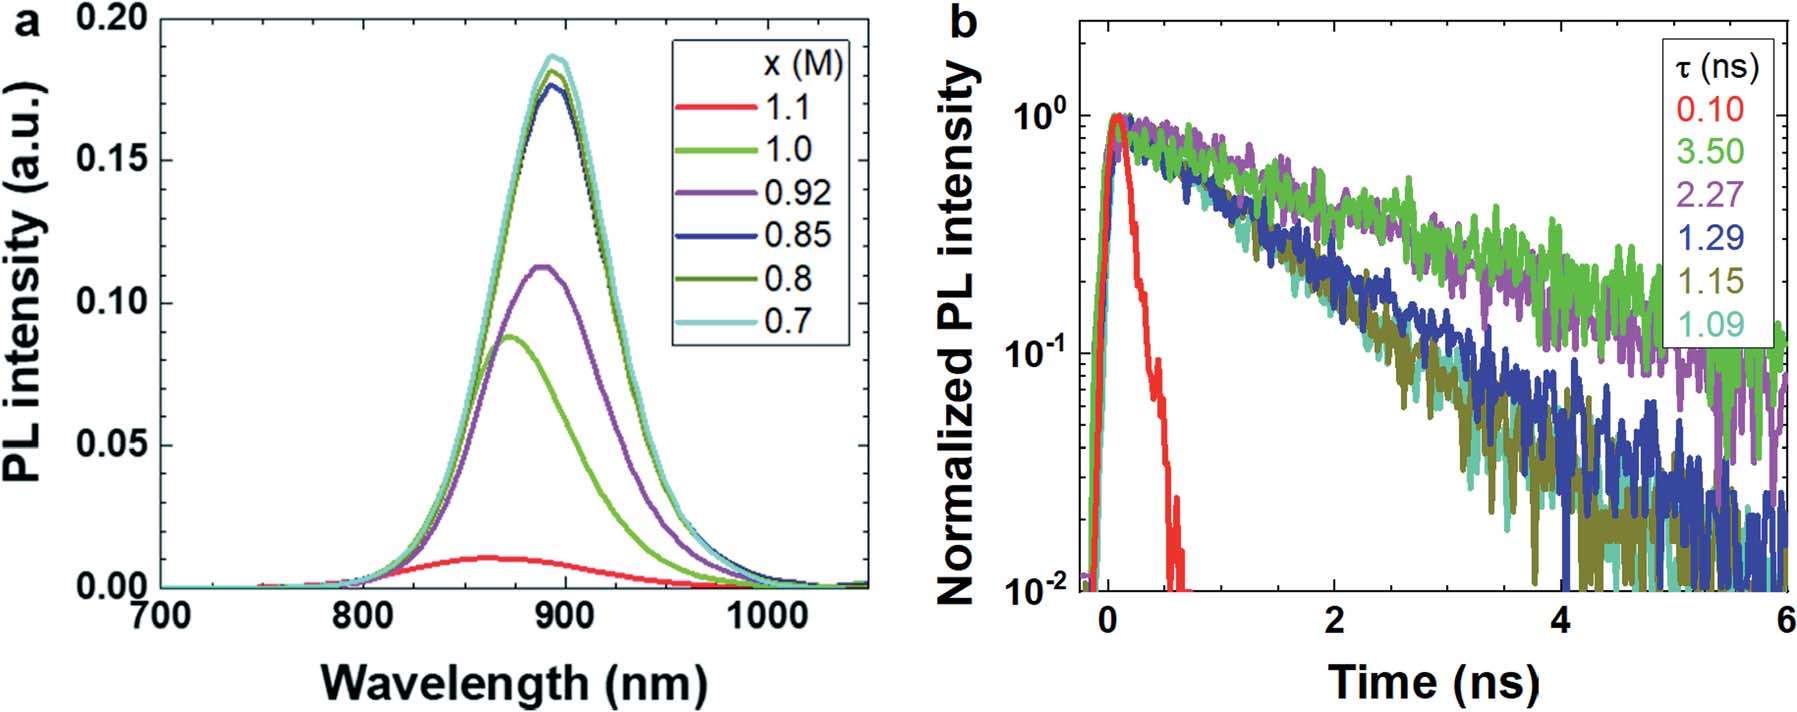 a
PL intensity (a.u.)
0.20
0.15
0.10
0.05
0.00
700 800 900 1000
Wavelength (nm)
x (M)
1.1
1.0
0.92
0.85
0.8
0.7
b
Normalized PL intensity
10⁰
10⁻¹
10⁻²
0 2 4 6
Time (ns)
τ (ns)
0.10
3.50
2.27
1.29
1.15
1.09